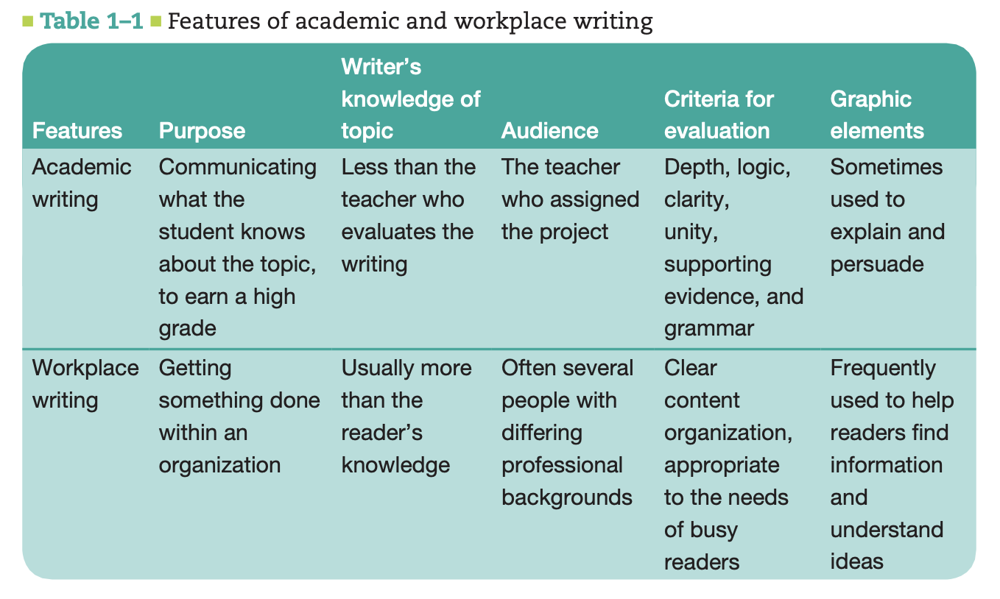 Table 1–1 Features of academic and workplace writing
Features
Purpose
Writer’s
knowledge of
topic
Audience
Criteria for
evaluation
Graphic
elements
Academic
writing
Communicating
what the
student knows
about the topic,
to earn a high
grade
Less than the
teacher who
evaluates the
writing
The teacher
who assigned
the project
Depth, logic,
clarity,
unity,
supporting
evidence, and
grammar
Sometimes
used to
explain and
persuade
Workplace
writing
Getting
something done
within an
organization
Usually more
than the
reader’s
knowledge
Often several
people with
differing
professional
backgrounds
Clear
content
organization,
appropriate
to the needs
of busy
readers
Frequently
used to help
readers find
information
and
understand
ideas